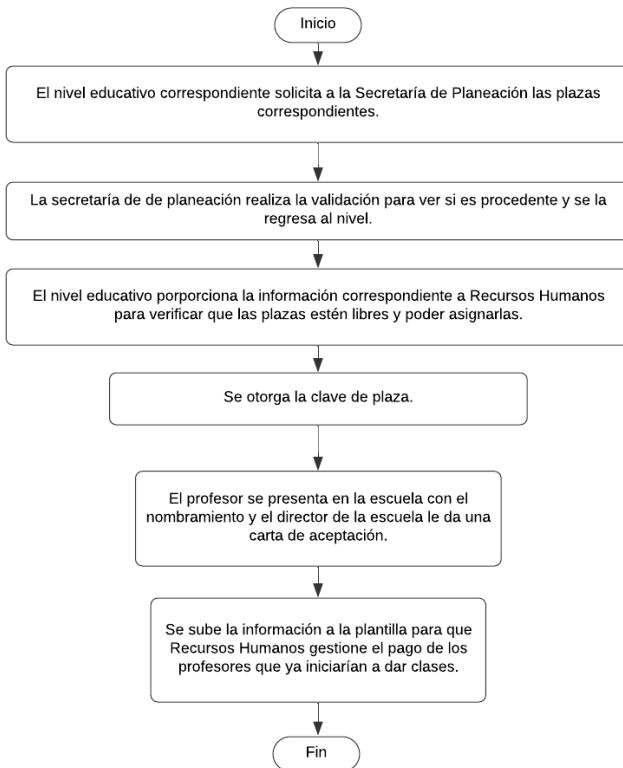 Inicio
El nivel educativo correspondiente solicita a la Secretaría de Planeación las plazas
correspondientes.
La secretaría de de planeación realiza la validación para ver si es procedente y se la
regresa al nivel.
El nivel educativo porporciona la información correspondiente a Recursos Humanos
para verificar que las plazas estén libres y poder asignarlas.
Se otorga la clave de plaza.
El profesor se presenta en la escuela con el
nombramiento y el director de la escuela le da una
carta de aceptación.
Se sube la información a la plantilla para que
Recursos Humanos gestione el pago de los
profesores que ya iniciarían a dar clases.
Fin